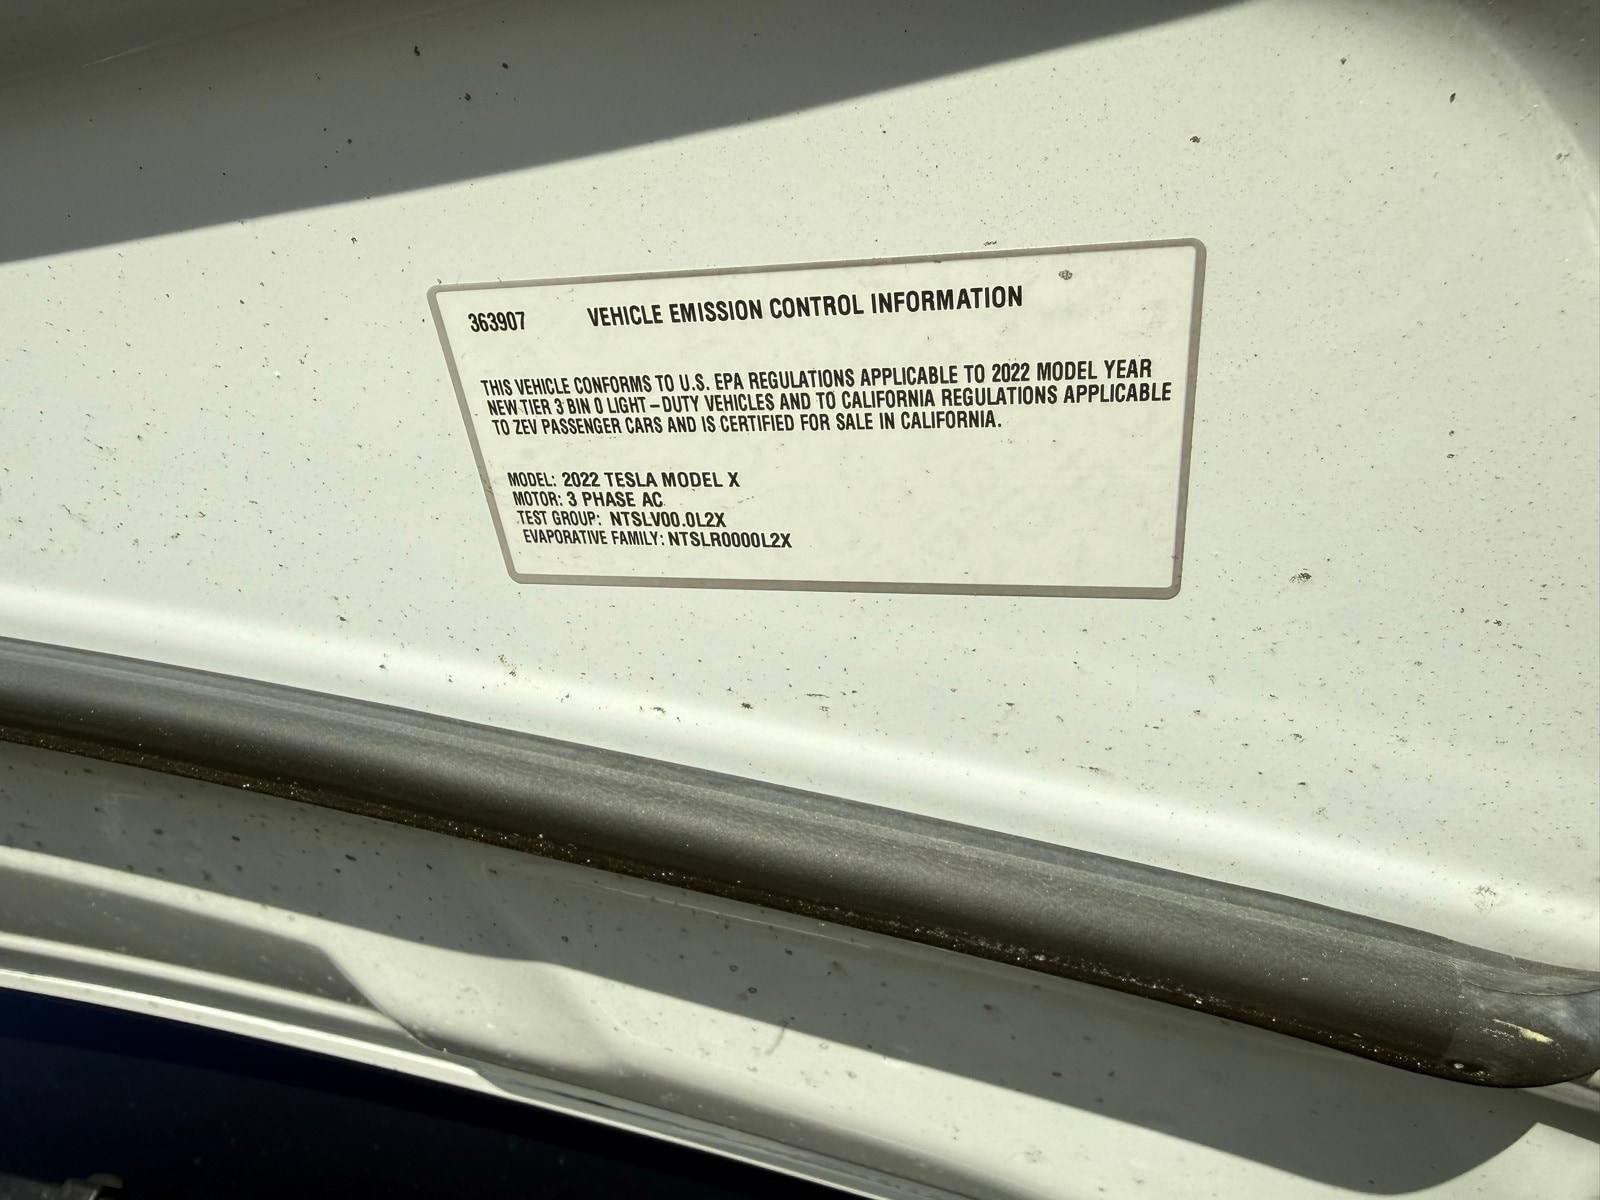 363907 VEHICLE EMISSION CONTROL INFORMATION
THIS VEHICLE CONFORMS TO U.S. EPA REGULATIONS APPLICABLE TO 2022 MODEL YEAR
NEW TIER 3 BIN 0 LIGHT-DUTY VEHICLES AND TO CALIFORNIA REGULATIONS APPLICABLE
TO ZEV PASSENGER CARS AND IS CERTIFIED FOR SALE IN CALIFORNIA.
MODEL: 2022 TESLA MODEL X
MOTOR: 3 PHASE AC
TEST GROUP: NTSLV00.0L2X
EVAPORATIVE FAMILY: NTSLR0000L2X